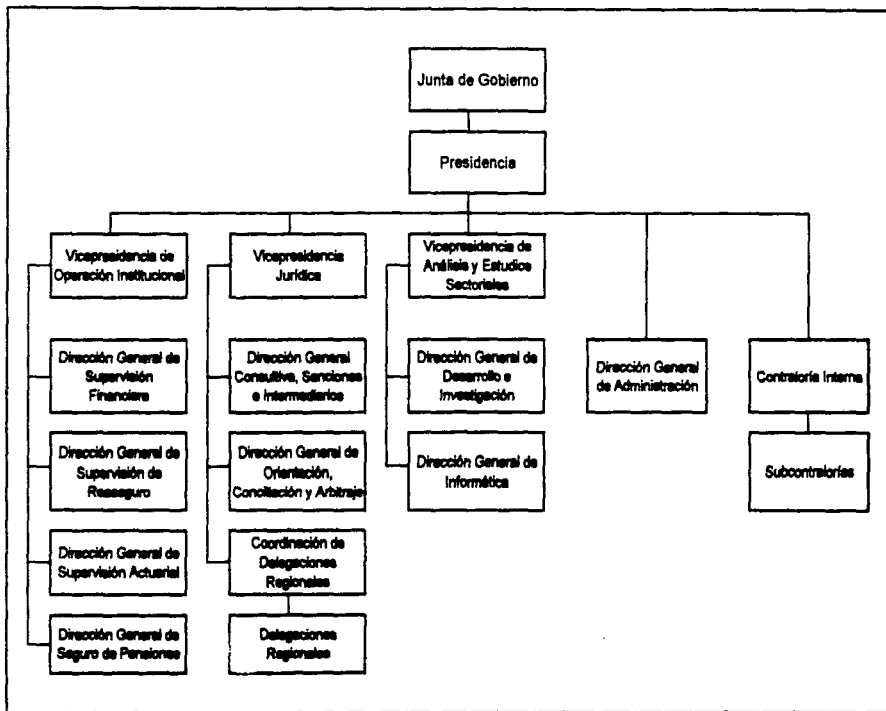 Junta de Gobierno
Presidencia
Vicepresidencia de
Operación Institucional
Vicepresidencia
Jurídica
Vicepresidencia de
Análisis y Estudios
Sectoriales
Dirección General de
Supervisión
Financiera
Dirección General
Consultiva, Sanciones
e Intermediarios
Dirección General de
Desarrollo e
Investigación
Dirección General
de Administración
Contraloría Interna
Dirección General de
Supervisión de
Reaseguro
Dirección General de
Orientación,
Conciliación y Arbitraje
Dirección General de
Informática
Subcontralorías
Dirección General de
Supervisión Actuarial
Coordinación de
Delegaciones
Regionales
Dirección General de
Seguro de Pensiones
Delegaciones
Regionales